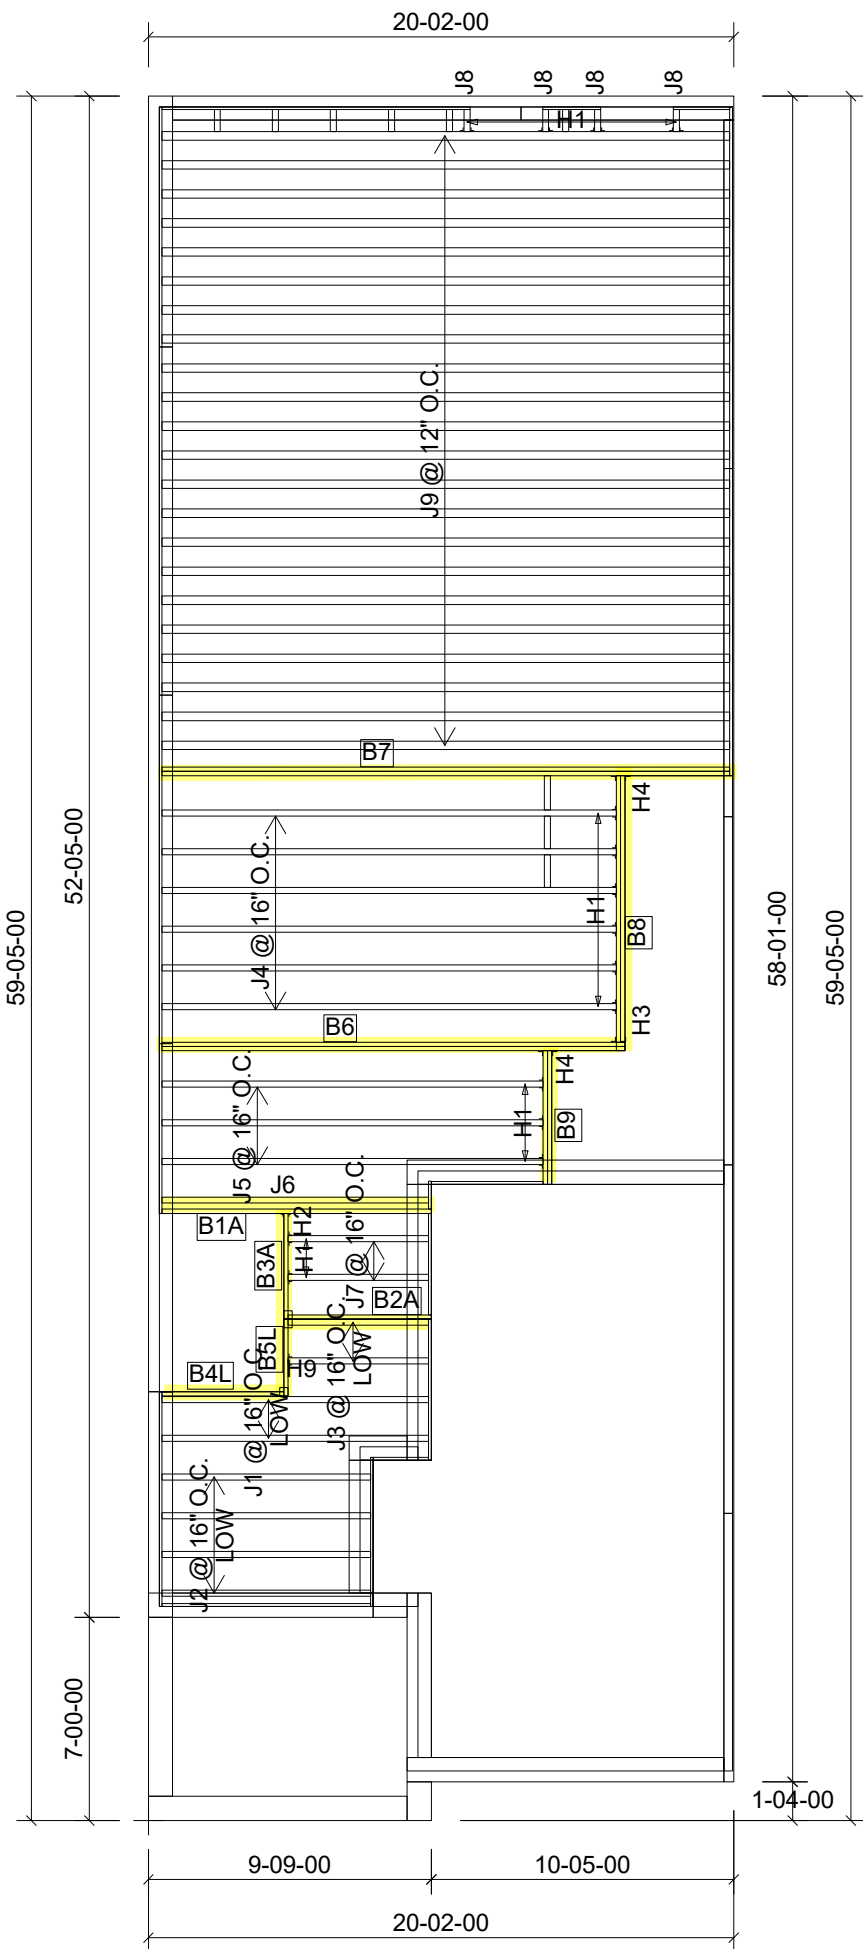 20-02-00
J8
J8
J8
J8
H1
J9 @ 12" O.C.
B7
H4
J4 @ 16" O.C.
H1
B8
H3
52-05-00
59-05-00
58-01-00
59-05-00
B6
H4
J5 @ 16" O.C.
H1
B9
J6
B1A
H2
H1
B3A
J7 @ 16" O.C.
B2A
B5L
H9
B4L
J1 @ 16" O.C.
LOW
J3 @ 16" O.C.
LOW
J2 @ 16" O.C.
LOW
7-00-00
1-04-00
9-09-00
10-05-00
20-02-00